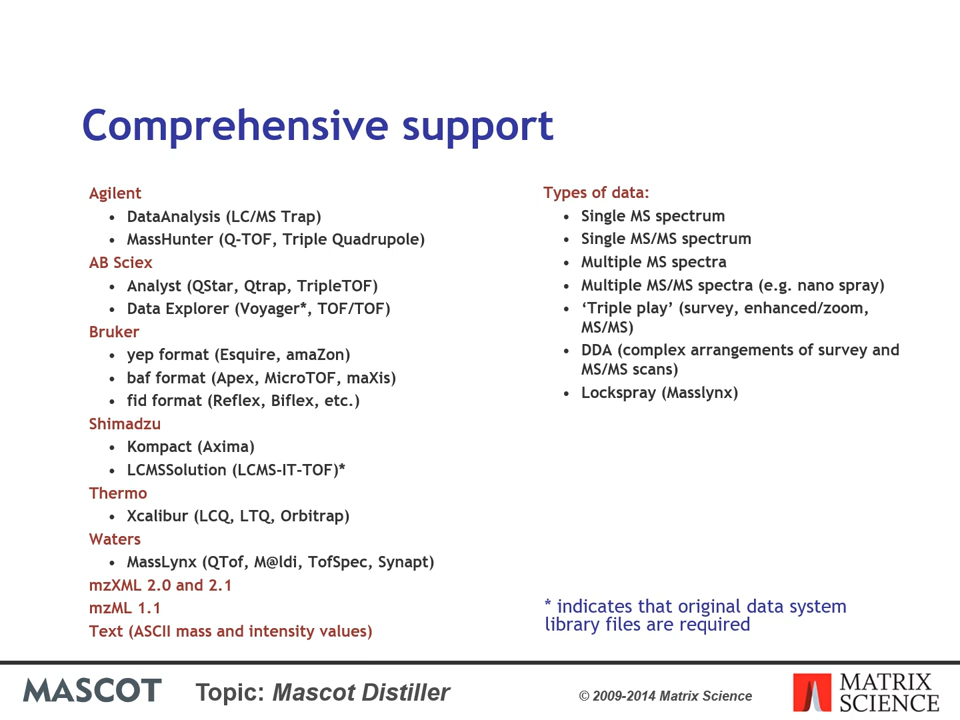 Comprehensive support
Agilent
• DataAnalysis (LC/MS Trap)
• MassHunter (Q-TOF, Triple Quadrupole)
AB Sciex
• Analyst (QStar, Qtrap, TripleTOF)
• Data Explorer (Voyager*, TOF/TOF)
Bruker
• yep format (Esquire, amaZon)
• baf format (Apex, MicroTOF, maXis)
• fid format (Reflex, Biflex, etc.)
Shimadzu
• Kompact (Axima)
• LCMSSolution (LCMS-IT-TOF)*
Thermo
• Xcalibur (LCQ, LTQ, Orbitrap)
Waters
• MassLynx (QTof, M@ldi, TofSpec, Synapt)
mzXML 2.0 and 2.1
mzML 1.1
Text (ASCII mass and intensity values)
Types of data:
• Single MS spectrum
• Single MS/MS spectrum
• Multiple MS spectra
• Multiple MS/MS spectra (e.g. nano spray)
• ‘Triple play’ (survey, enhanced/zoom,
MS/MS)
• DDA (complex arrangements of survey and
MS/MS scans)
• Lockspray (Masslynx)
* indicates that original data system
library files are required
MASCOT
Topic: Mascot Distiller
© 2009-2014 Matrix Science
MATRIX
SCIENCE